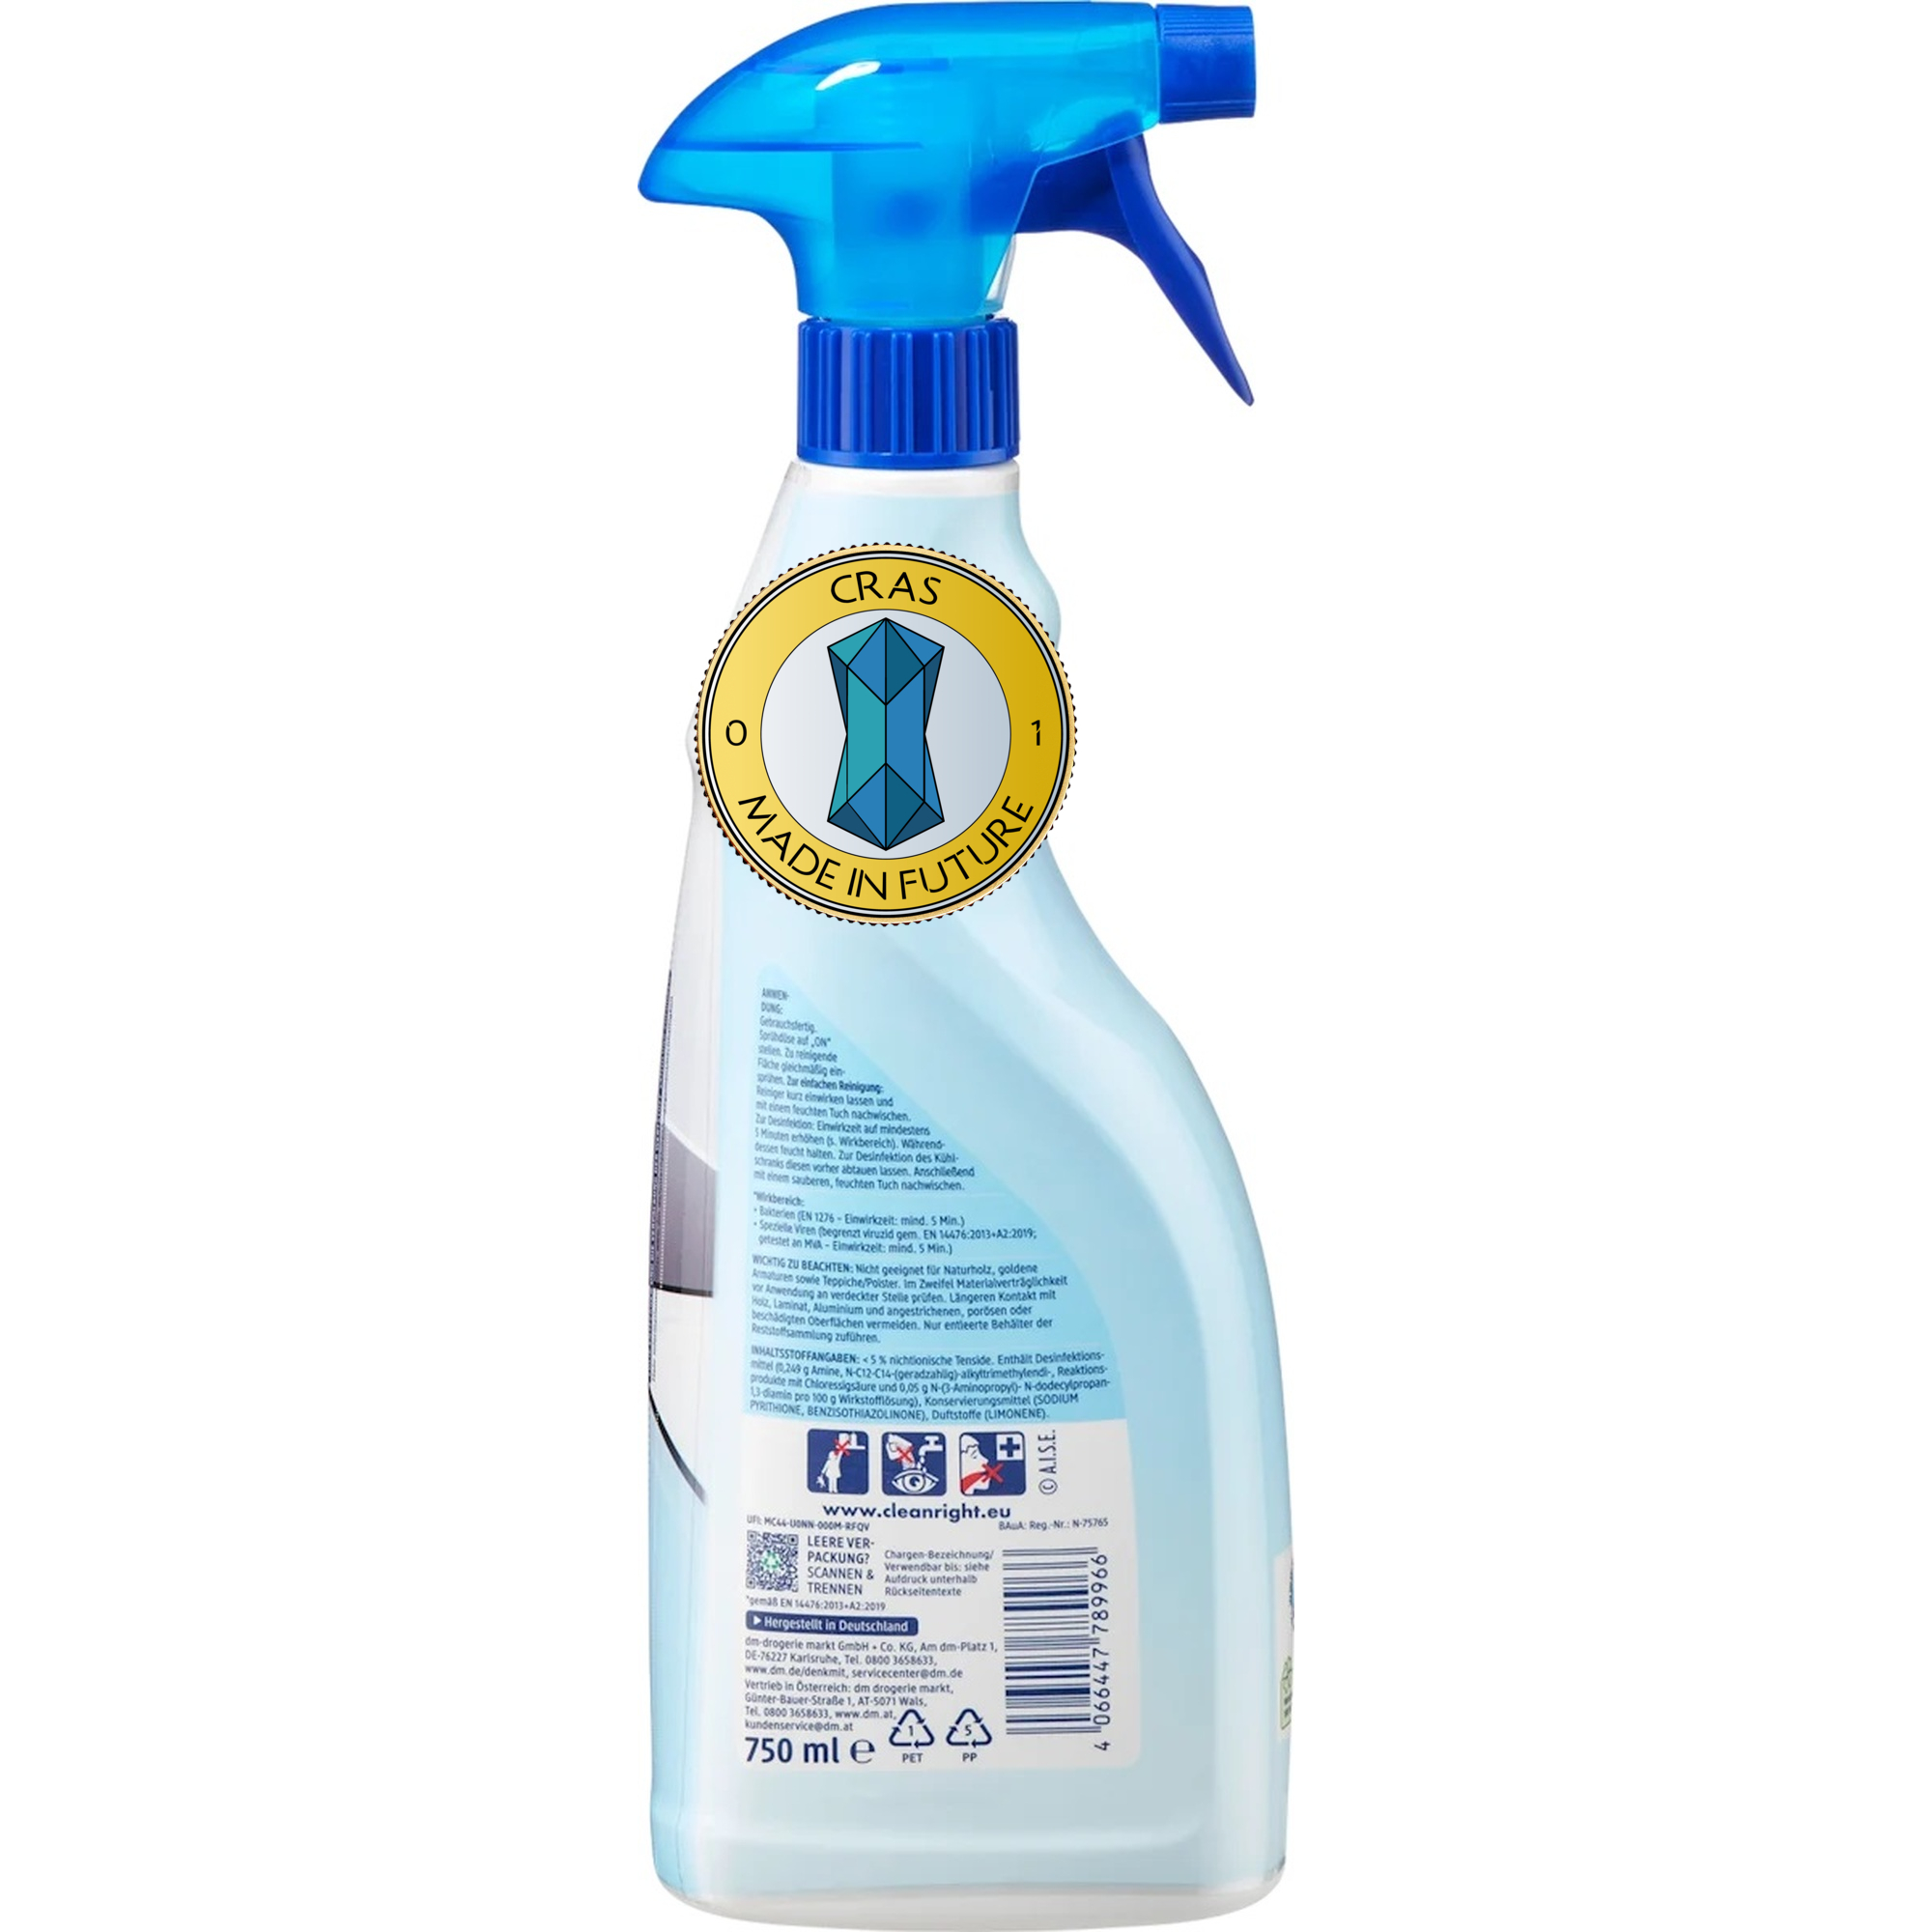 CRAS
0 1
MADE IN FUTURE
ANWEN-
DUNG:
Gebrauchsfertig.
Sprühdüse auf „ON"
stellen. Zu reinigende
Fläche gleichmäßig ein-
sprühen. Zur einfachen Reinigung:
Reiniger kurz einwirken lassen und
mit einem feuchten Tuch nachwischen.
Zur Desinfektion: Einwirkzeit auf mindestens
5 Minuten erhöhen (s. Wirkbereich). Während-
dessen feucht halten. Zur Desinfektion des Kühl-
schranks diesen vorher abtauen lassen. Anschließend
mit einem sauberen, feuchten Tuch nachwischen.
*Wirkbereich:
• Bakterien (EN 1276 – Einwirkzeit: mind. 5 Min.)
• Spezielle Viren (begrenzt viruzid gem. EN 14476:2013+A2:2019;
getestet an MVA – Einwirkzeit: mind. 5 Min.)
WICHTIG ZU BEACHTEN: Nicht geeignet für Naturholz, goldene
Armaturen sowie Teppiche/Polster. Im Zweifel Materialverträglichkeit
vor Anwendung an verdeckter Stelle prüfen. Längeren Kontakt mit
Holz, Laminat, Aluminium und angestrichenen, porösen oder
beschädigten Oberflächen vermeiden. Nur entleerte Behälter der
Reststoffsammlung zuführen.
INHALTSSTOFFANGABEN: < 5 % nichtionische Tenside. Enthält Desinfektions-
mittel (0,249 g Amine, N-C12-C14-(geradzahlig)-alkyltrimethylendi-, Reaktions-
produkte mit Chloressigsäure und 0,05 g N-(3-Aminopropyl)- N-dodecylpropan-
1,3-diamin pro 100 g Wirkstofflösung), Konservierungsmittel (SODIUM
PYRITHIONE, BENZISOTHIAZOLINONE), Duftstoffe (LIMONENE).
© A.I.S.E.
www.cleanright.eu
UFI: MC44-U0NN-000M-RFQV
BAuA: Reg.-Nr.: N-75765
LEERE VER-
PACKUNG?
SCANNEN &
TRENNEN
Chargen-Bezeichnung/
Verwendbar bis: siehe
Aufdruck unterhalb
Rückseitentexte
*gemäß EN 14476:2013+A2:2019
Hergestellt in Deutschland
dm-drogerie markt GmbH + Co. KG, Am dm-Platz 1,
DE-76227 Karlsruhe, Tel. 0800 3658633,
www.dm.de/denkmit, servicecenter@dm.de
Vertrieb in Österreich: dm drogerie markt,
Günter-Bauer-Straße 1, AT-5071 Wals,
Tel. 0800 3658633, www.dm.at,
kundenservice@dm.at
750 ml e
1
PET
5
PP
4 066447 789966